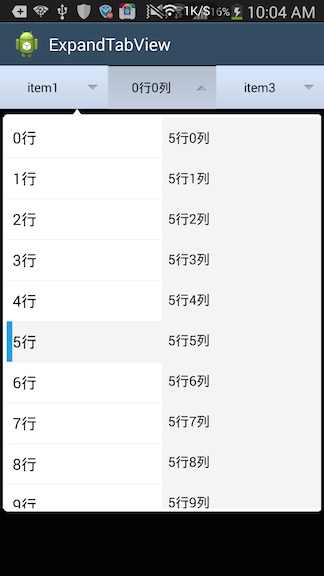 1K/S 16% 10:04 AM
ExpandTabView
item1 0行0列 item3
0行 5行0列
1行 5行1列
2行 5行2列
3行 5行3列
4行 5行4列
5行 5行5列
6行 5行6列
7行 5行7列
8行 5行8列
9行 5行9列